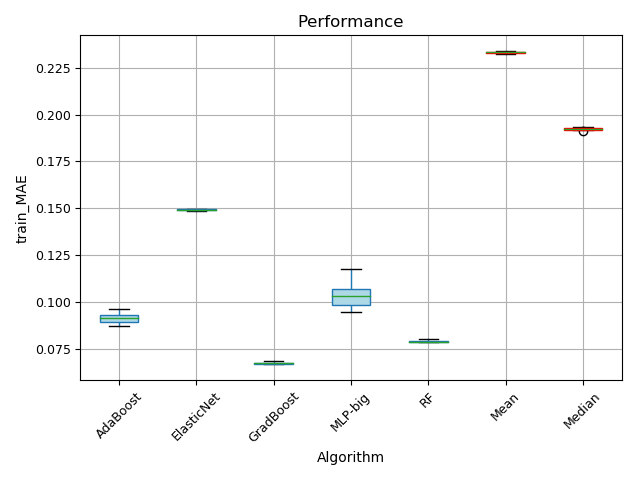 Performance
0.225
0.200
0.175
0.150
0.125
0.100
0.075
train_MAE
AdaBoost
ElasticNet
GradBoost
MLP-big
RF
Mean
Median
Algorithm